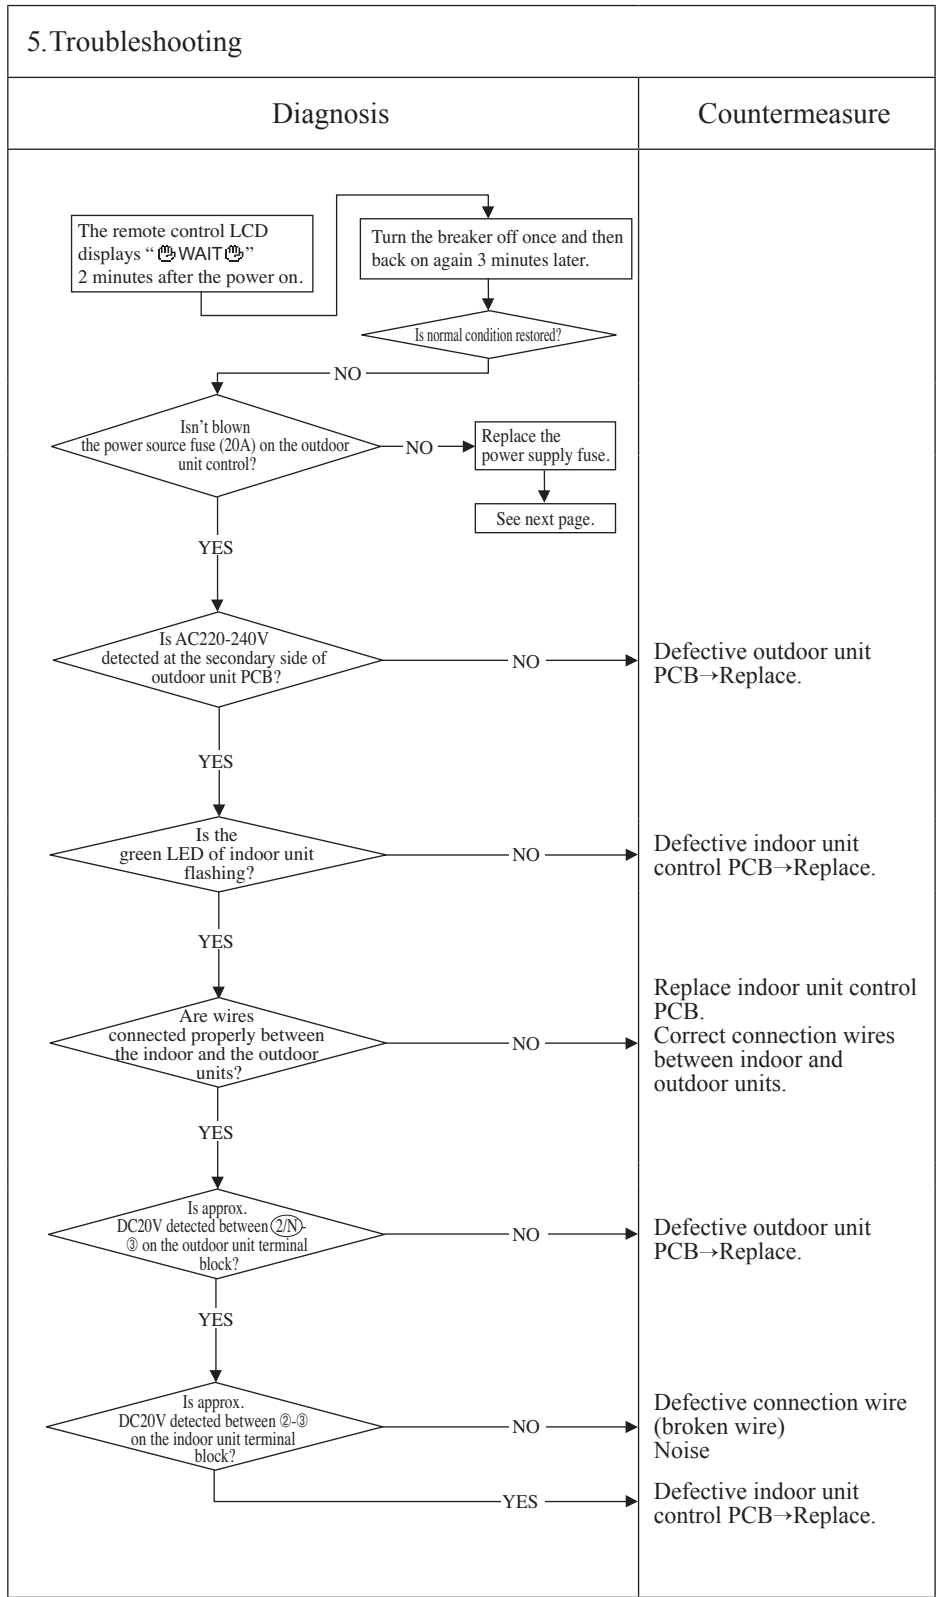 5.Troubleshooting
Diagnosis
Countermeasure
The remote control LCD
displays “ WAIT ”
2 minutes after the power on.
Turn the breaker off once and then
back on again 3 minutes later.
Is normal condition restored?
NO
Isn’t blown
the power source fuse (20A) on the outdoor
unit control?
NO
Replace the
power supply fuse.
See next page.
YES
Is AC220-240V
detected at the secondary side of
outdoor unit PCB?
NO
Defective outdoor unit
PCB→Replace.
YES
Is the
green LED of indoor unit
flashing?
NO
Defective indoor unit
control PCB→Replace.
YES
Are wires
connected properly between
the indoor and the outdoor
units?
NO
Replace indoor unit control
PCB.
Correct connection wires
between indoor and
outdoor units.
YES
Is approx.
DC20V detected between 2/N-
③ on the outdoor unit terminal
block?
NO
Defective outdoor unit
PCB→Replace.
YES
Is approx.
DC20V detected between ②-③
on the indoor unit terminal
block?
NO
Defective connection wire
(broken wire)
Noise
YES
Defective indoor unit
control PCB→Replace.